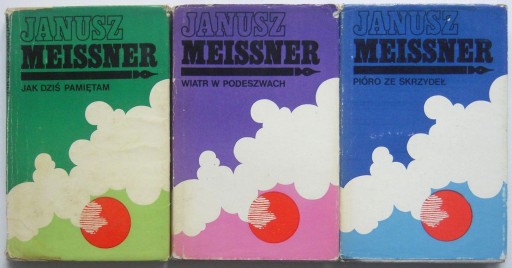 JANUSZ
MEISSNER
JAK DZIŚ PAMIĘTAM
JANUSZ
MEISSNER
WIATR W PODESZWACH
JANUSZ
MEISSNER
PIÓRO ZE SKRZYDEŁ